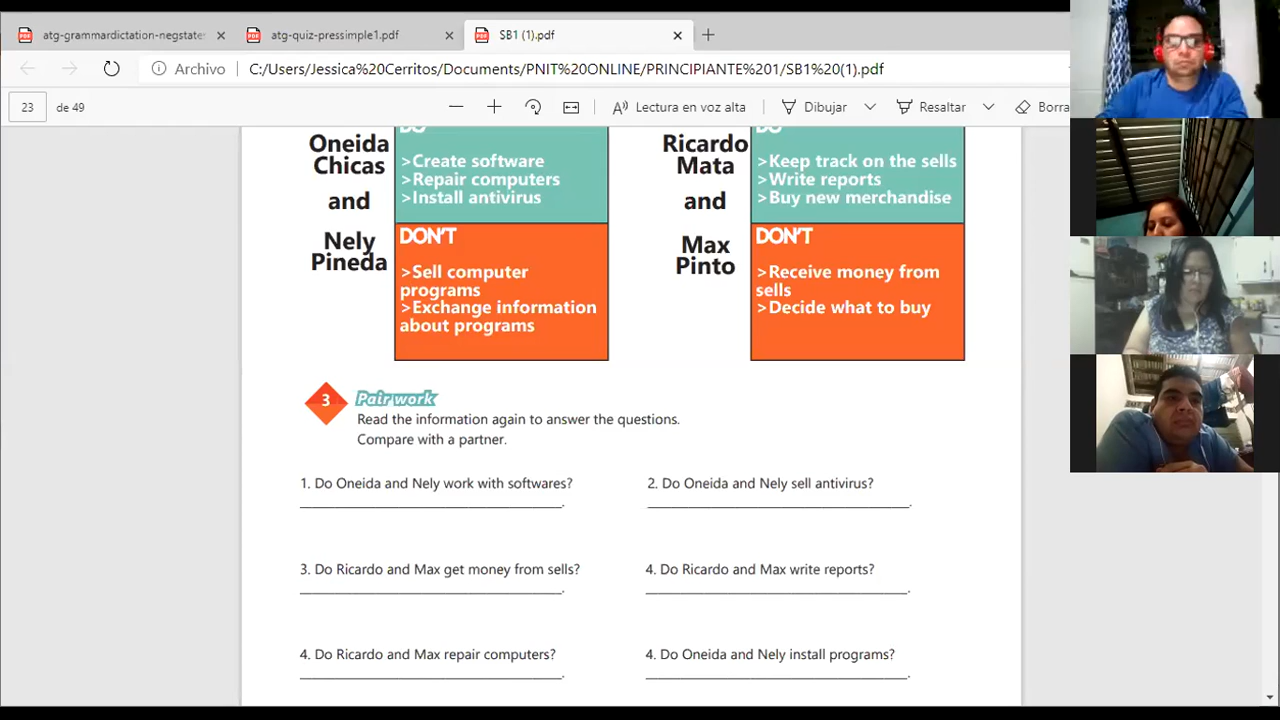 atg-grammardictation-negstate
atg-quiz-pressimple1.pdf
SB1 (1).pdf
Archivo
C:/Users/Jessica%20Cerritos/Documents/PNIT%20ONLINE/PRINCIPIANTE%201/SB1%20(1).pdf
23
de 49
Lectura en voz alta
Dibujar
Resaltar
Borra
Oneida
Chicas
and
Nely
Pineda
DO
>Create software
>Repair computers
>Install antivirus
DON'T
>Sell computer
programs
>Exchange information
about programs
Ricardo
Mata
and
Max
Pinto
DO
>Keep track on the sells
>Write reports
>Buy new merchandise
DON'T
>Receive money from
sells
>Decide what to buy
3
Pair work
Read the information again to answer the questions.
Compare with a partner.
1. Do Oneida and Nely work with softwares?
2. Do Oneida and Nely sell antivirus?
3. Do Ricardo and Max get money from sells?
4. Do Ricardo and Max write reports?
4. Do Ricardo and Max repair computers?
4. Do Oneida and Nely install programs?